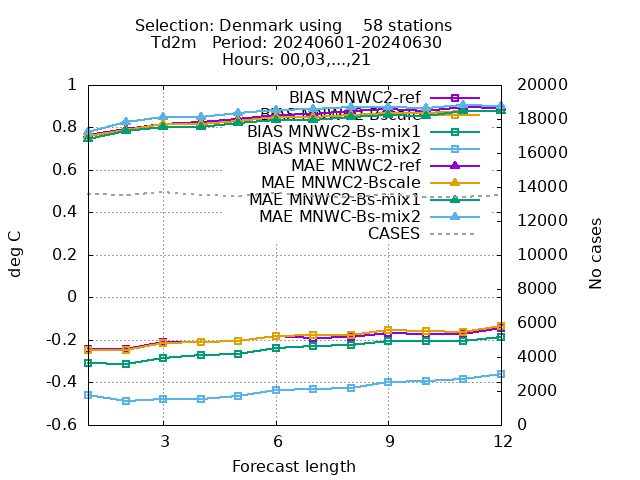 Selection: Denmark using 58 stations
Td2m Period: 20240601-20240630
Hours: 00,03,...,21
BIAS MNWC2-ref
BIAS MNWC2-Bscale
BIAS MNWC2-Bs-mix1
BIAS MNWC-Bs-mix2
MAE MNWC2-ref
MAE MNWC2-Bscale
MAE MNWC2-Bs-mix1
MAE MNWC-Bs-mix2
CASES
1
0.8
0.6
0.4
0.2
0
-0.2
-0.4
-0.6
20000
18000
16000
14000
12000
10000
8000
6000
4000
2000
0
3
6
9
12
deg C
No cases
Forecast length